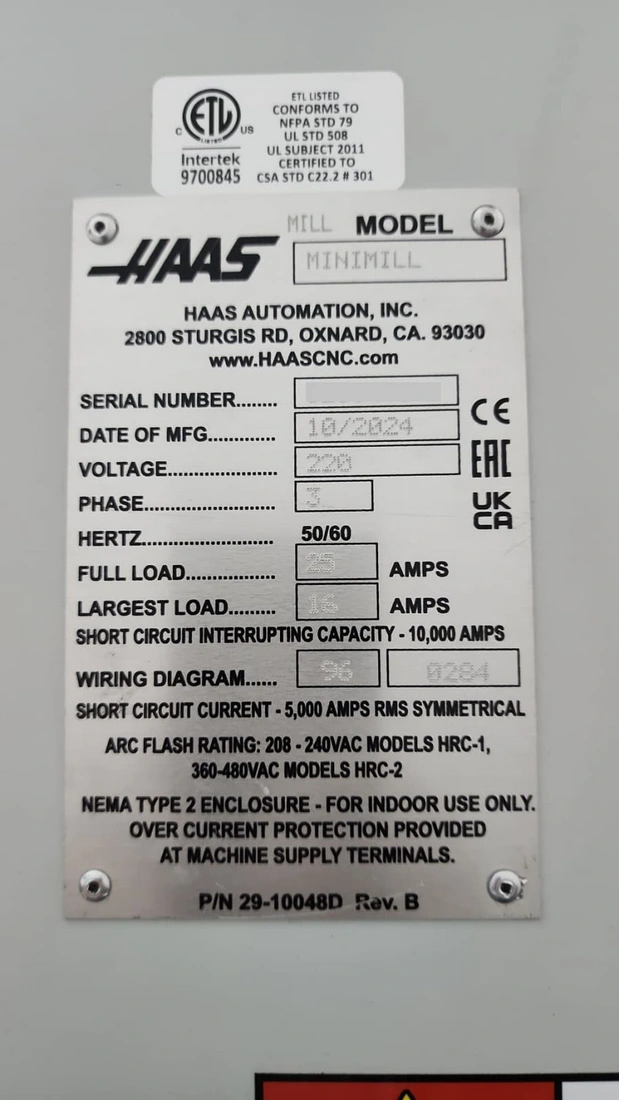 ETL
C US
LISTED
Intertek
9700845
ETL LISTED
CONFORMS TO
NFPA STD 79
UL STD 508
UL SUBJECT 2011
CERTIFIED TO
CSA STD C22.2 # 301
MILL MODEL
HAAS
MINIMILL
HAAS AUTOMATION, INC.
2800 STURGIS RD, OXNARD, CA. 93030
www.HAASCNC.com
SERIAL NUMBER........
DATE OF MFG............. 10/2024
VOLTAGE..................... 220
PHASE......................... 3
HERTZ......................... 50/60
FULL LOAD................. 25 AMPS
LARGEST LOAD......... 16 AMPS
CE
EAC
UK
CA
SHORT CIRCUIT INTERRUPTING CAPACITY - 10,000 AMPS
WIRING DIAGRAM...... 96 0284
SHORT CIRCUIT CURRENT - 5,000 AMPS RMS SYMMETRICAL
ARC FLASH RATING: 208 - 240VAC MODELS HRC-1,
360-480VAC MODELS HRC-2
NEMA TYPE 2 ENCLOSURE - FOR INDOOR USE ONLY.
OVER CURRENT PROTECTION PROVIDED
AT MACHINE SUPPLY TERMINALS.
P/N 29-10048D Rev. B